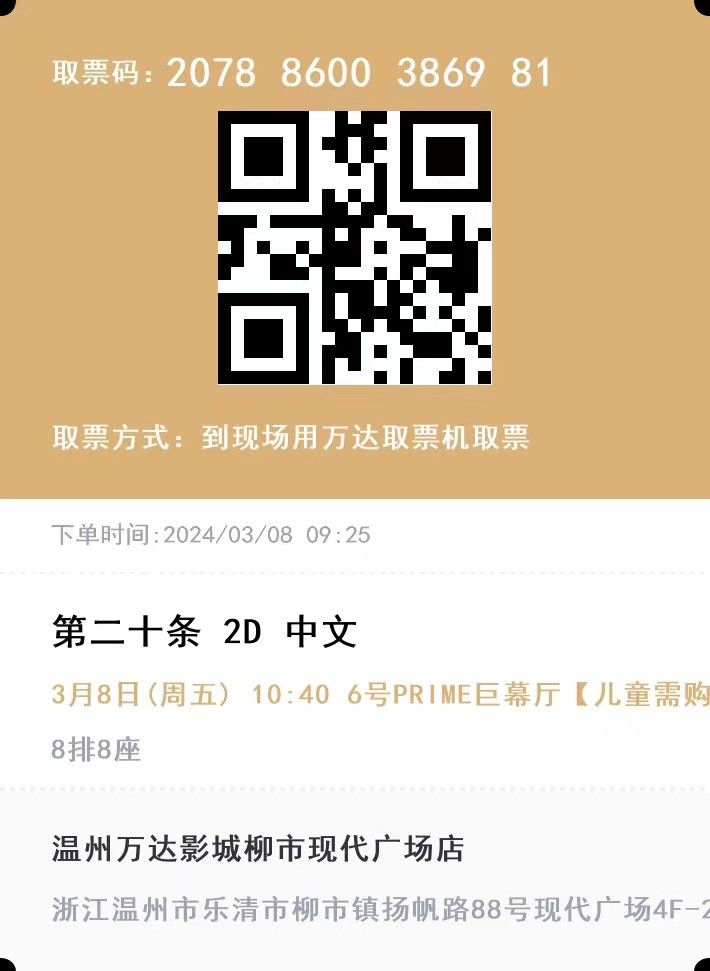 取票码：2078 8600 3869 81
取票方式：到现场用万达取票机取票
下单时间:2024/03/08 09:25
第二十条 2D 中文
3月8日(周五) 10:40 6号PRIME巨幕厅【儿童需购
8排8座
温州万达影城柳市现代广场店
浙江温州市乐清市柳市镇扬帆路88号现代广场4F-2